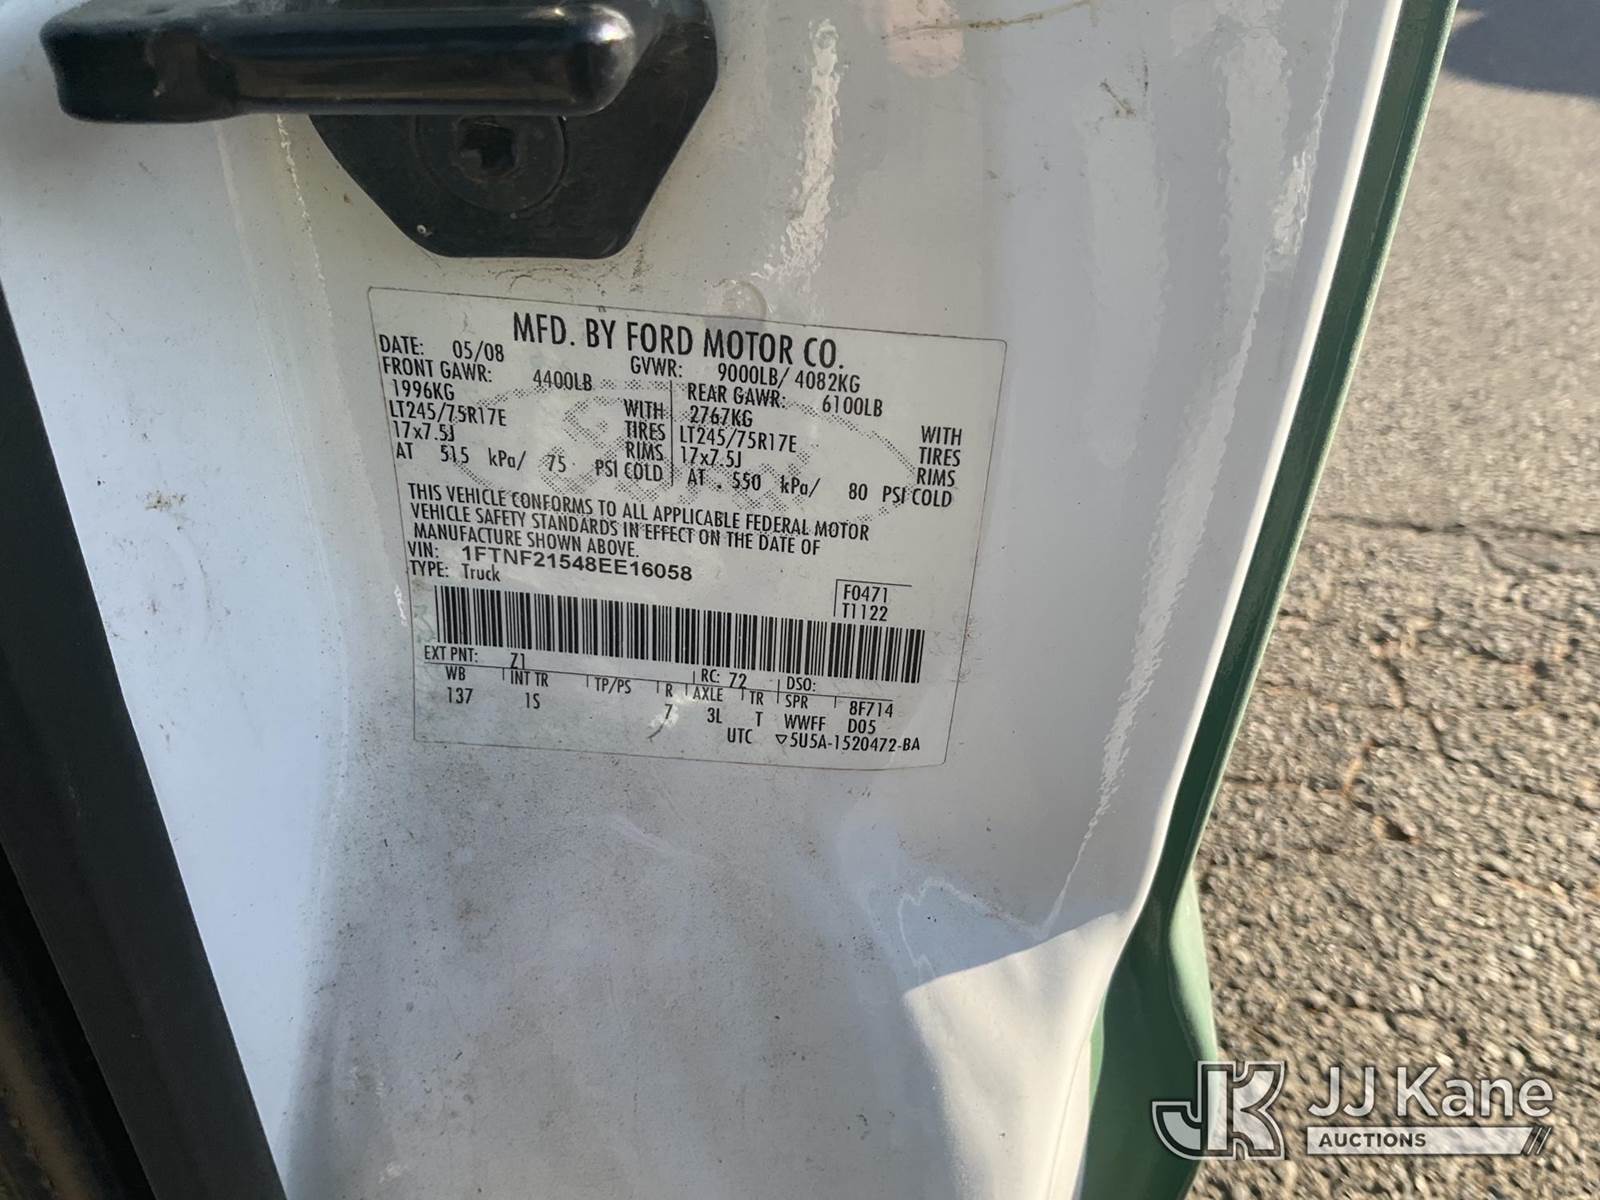 MFD. BY FORD MOTOR CO.
DATE: 05/08 GVWR: 9000LB/ 4082KG
FRONT GAWR: 4400LB REAR GAWR: 6100LB
1996KG WITH 2767KG WITH
LT245/75R17E TIRES LT245/75R17E TIRES
17x7.5J RIMS 17x7.5J RIMS
AT 515 kPa/ 75 PSI COLD AT 550 kPa/ 80 PSI COLD
THIS VEHICLE CONFORMS TO ALL APPLICABLE FEDERAL MOTOR
VEHICLE SAFETY STANDARDS IN EFFECT ON THE DATE OF
MANUFACTURE SHOWN ABOVE.
VIN: 1FTNF21548EE16058
TYPE: Truck
F0471
T1122
EXT PNT: Z1 RC: 72 DSO:
WB INT TR TP/PS R AXLE TR SPR 8F714
137 1S 7 3L T WWFF D05
UTC ▽5U5A-1520472-BA
JK JJ Kane
AUCTIONS